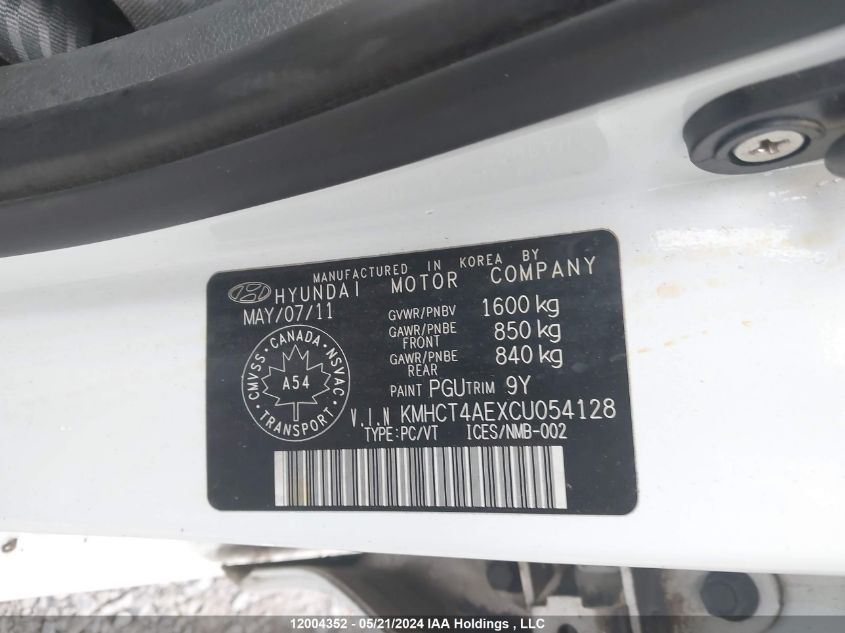 MANUFACTURED IN KOREA BY
HYUNDAI MOTOR COMPANY
MAY/07/11
GVWR/PNBV 1600 kg
GAWR/PNBE FRONT 850 kg
GAWR/PNBE REAR 840 kg
PAINT PGU TRIM 9Y
CMVSS · CANADA · NSVAC
A54
TRANSPORT
V.I.N KMHCT4AEXCU054128
TYPE:PC/VT ICES/NMB-002
12004352 - 05/21/2024 IAA Holdings , LLC